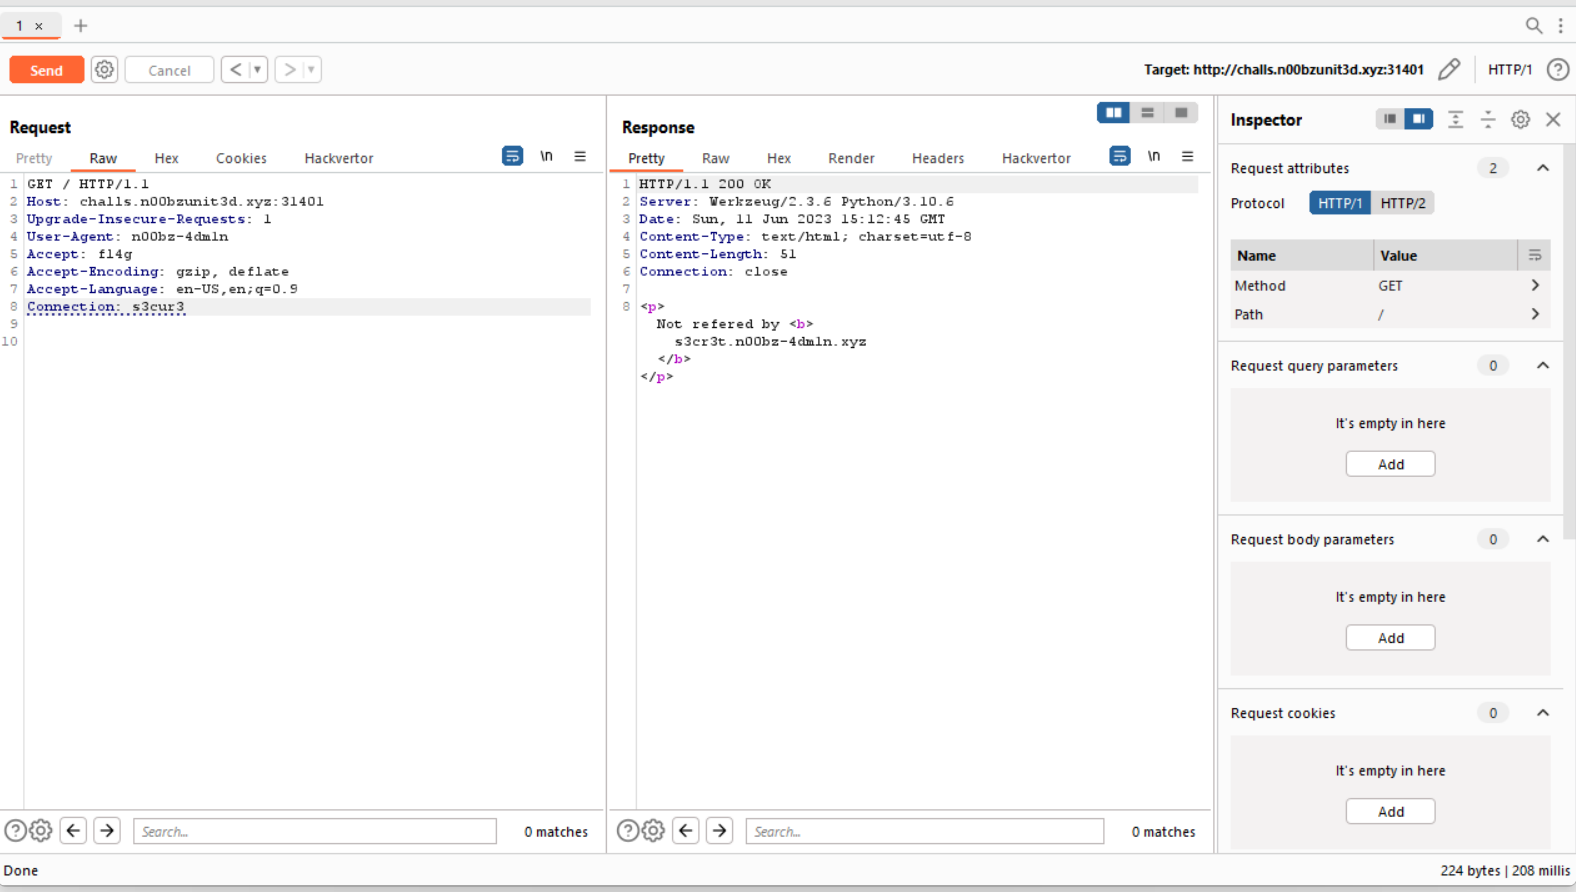 1 ×
Send
Cancel
Target: http://challs.n00bzunit3d.xyz:31401
HTTP/1
Request
Pretty Raw Hex Cookies Hackvertor
\n
1 GET / HTTP/1.1
2 Host: challs.n00bzunit3d.xyz:31401
3 Upgrade-Insecure-Requests: 1
4 User-Agent: n00bz-4dm1n
5 Accept: fl4g
6 Accept-Encoding: gzip, deflate
7 Accept-Language: en-US,en;q=0.9
8 Connection: s3cur3
9
10
Search...
0 matches
Response
Pretty Raw Hex Render Headers Hackvertor
\n
1 HTTP/1.1 200 OK
2 Server: Werkzeug/2.3.6 Python/3.10.6
3 Date: Sun, 11 Jun 2023 15:12:45 GMT
4 Content-Type: text/html; charset=utf-8
5 Content-Length: 51
6 Connection: close
7
8 <p>
Not refered by <b>
s3cr3t.n00bz-4dm1n.xyz
</b>
</p>
Search...
0 matches
Inspector
Request attributes 2
Protocol HTTP/1 HTTP/2
Name Value
Method GET
Path /
Request query parameters 0
It's empty in here
Add
Request body parameters 0
It's empty in here
Add
Request cookies 0
It's empty in here
Add
Done
224 bytes | 208 millis